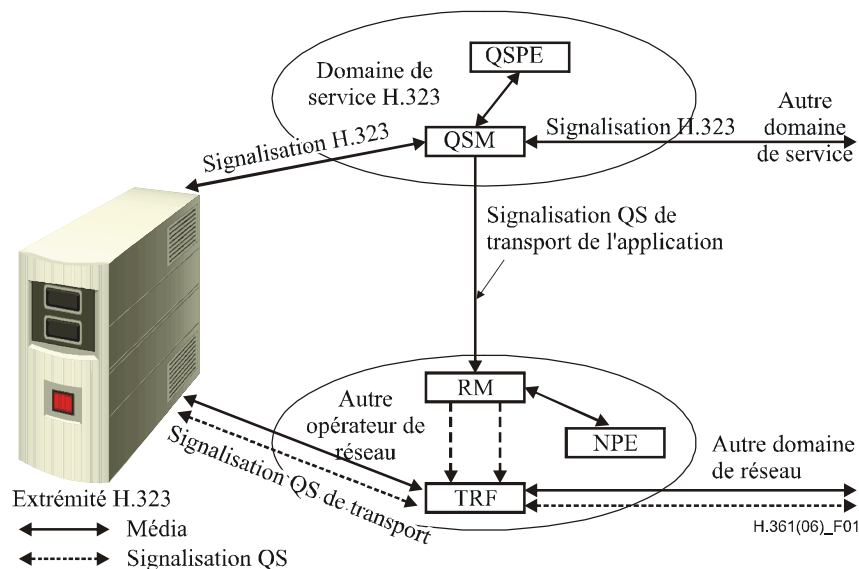 QSPE
Domaine de
service H.323
QSM
Signalisation H.323
Signalisation H.323
Autre
domaine
de service
Signalisation QS de
transport de l'application
RM
NPE
TRF
Autre
opérateur de
réseau
Signalisation QS de transport
Autre domaine
de réseau
Extrémité H.323
Média
Signalisation QS
H.361(06)_F01